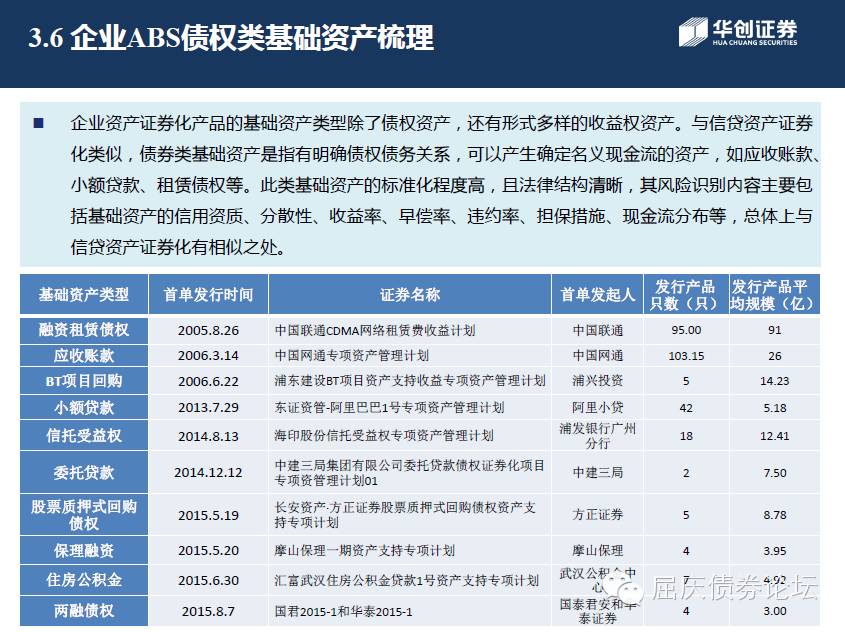 3.6 企业ABS债权类基础资产梳理
华创证券
HUA CHUANG SECURITIES
企业资产证券化产品的基础资产类型除了债权资产，还有形式多样的收益权资产。与信贷资产证券
化类似，债券类基础资产是指有明确债权债务关系，可以产生确定名义现金流的资产，如应收账款、
小额贷款、租赁债权等。此类基础资产的标准化程度高，且法律结构清晰，其风险识别内容主要包
括基础资产的信用资质、分散性、收益率、早偿率、违约率、担保措施、现金流分布等，总体上与
信贷资产证券化有相似之处。
基础资产类型 首单发行时间 证券名称 首单发起人 发行产品只数（只） 发行产品平均规模（亿）
融资租赁债权 2005.8.26 中国联通CDMA网络租赁费收益计划 中国联通 95.00 91
应收账款 2006.3.14 中国网通专项资产管理计划 中国网通 103.15 26
BT项目回购 2006.6.22 浦东建设BT项目资产支持收益专项资产管理计划 浦兴投资 5 14.23
小额贷款 2013.7.29 东证资管-阿里巴巴1号专项资产管理计划 阿里小贷 42 5.18
信托受益权 2014.8.13 海印股份信托受益权专项资产管理计划 浦发银行广州分行 18 12.41
委托贷款 2014.12.12 中建三局集团有限公司委托贷款债权证券化项目专项资管理计划01 中建三局 2 7.50
股票质押式回购债权 2015.5.19 长安资产·方正证券股票质押式回购债权资产支持专项计划 方正证券 5 8.78
保理融资 2015.5.20 摩山保理一期资产支持专项计划 摩山保理 4 3.95
住房公积金 2015.6.30 汇富武汉住房公积金贷款1号资产支持专项计划 武汉公积金中心 7 4.92
两融债权 2015.8.7 国君2015-1和华泰2015-1 国泰君安和华泰证券 4 3.00
屈庆债券论坛